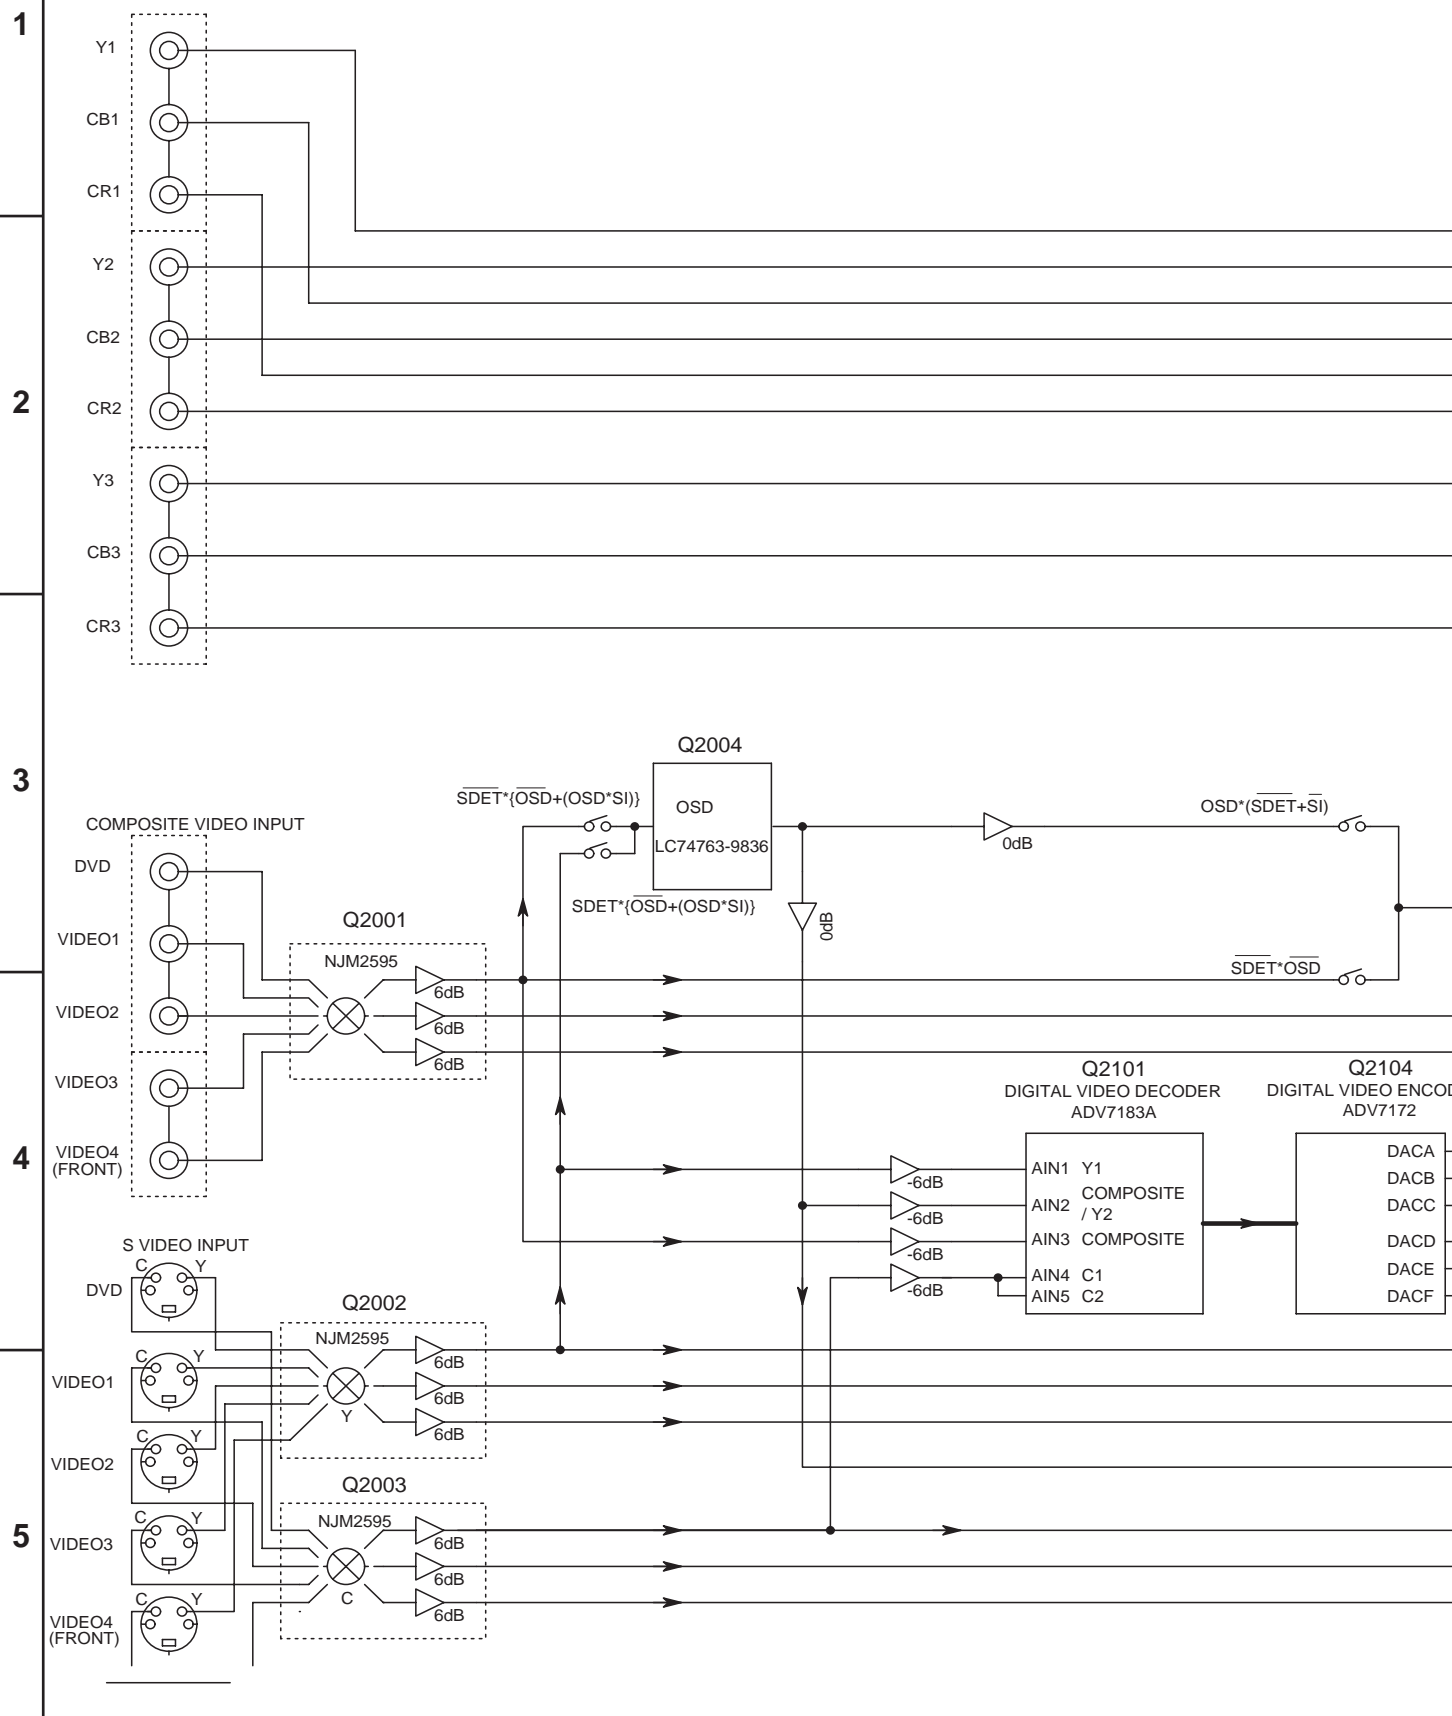 1
Y1
CB1
CR1
Y2
CB2
2
CR2
Y3
CB3
CR3
3
Q2004
SDET*{OSD+(OSD*SI)}
OSD
LC74763-9836
OSD*(SDET+SI)
0dB
SDET*{OSD+(OSD*SI)}
0dB
SDET*OSD
COMPOSITE VIDEO INPUT
DVD
VIDEO1
VIDEO2
VIDEO3
4
VIDEO4
(FRONT)
Q2001
NJM2595
6dB
6dB
6dB
Q2101
DIGITAL VIDEO DECODER
ADV7183A
AIN1 Y1
AIN2 COMPOSITE
/ Y2
AIN3 COMPOSITE
AIN4 C1
AIN5 C2
-6dB
-6dB
-6dB
-6dB
Q2104
DIGITAL VIDEO ENCOD
ADV7172
DACA
DACB
DACC
DACD
DACE
DACF
S VIDEO INPUT
C Y
DVD
C Y
VIDEO1
C Y
VIDEO2
C Y
5
VIDEO3
C Y
VIDEO4
(FRONT)
Q2002
NJM2595
Y
6dB
6dB
6dB
Q2003
NJM2595
C
6dB
6dB
6dB